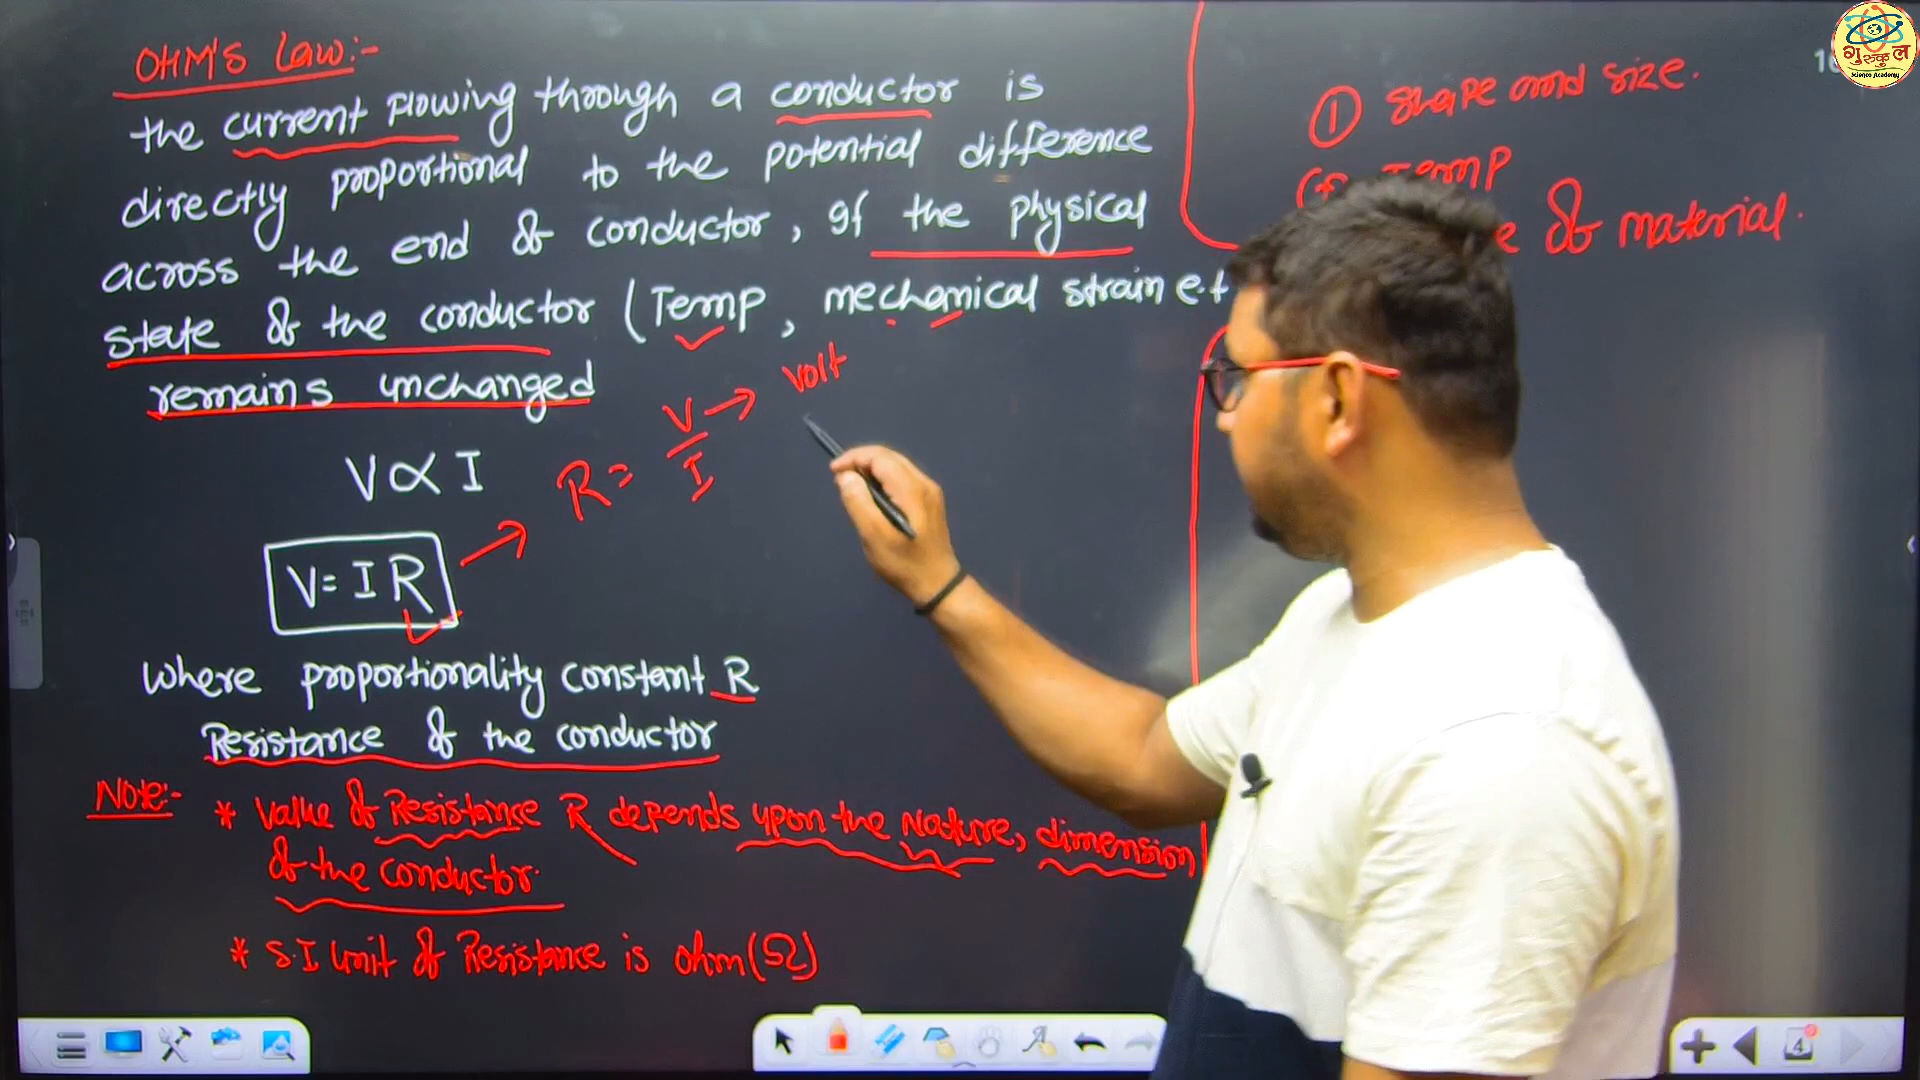 OHM'S Law:-
the current flowing through a conductor is
directly proportional to the potential difference
across the end of conductor, If the physical
state of the conductor (Temp, mechanical strain e.t
remains unchanged
V ∝ I
R = V/I → volt
V = I R
Where proportionality constant R
Resistance of the conductor
Note:-
* Value of Resistance R depends upon the Nature, dimension
of the conductor.
* S.I Unit of Resistance is ohm (Ω)
① Shape and size.
Temp
of material.
गुरुकुल
Science Academy
4